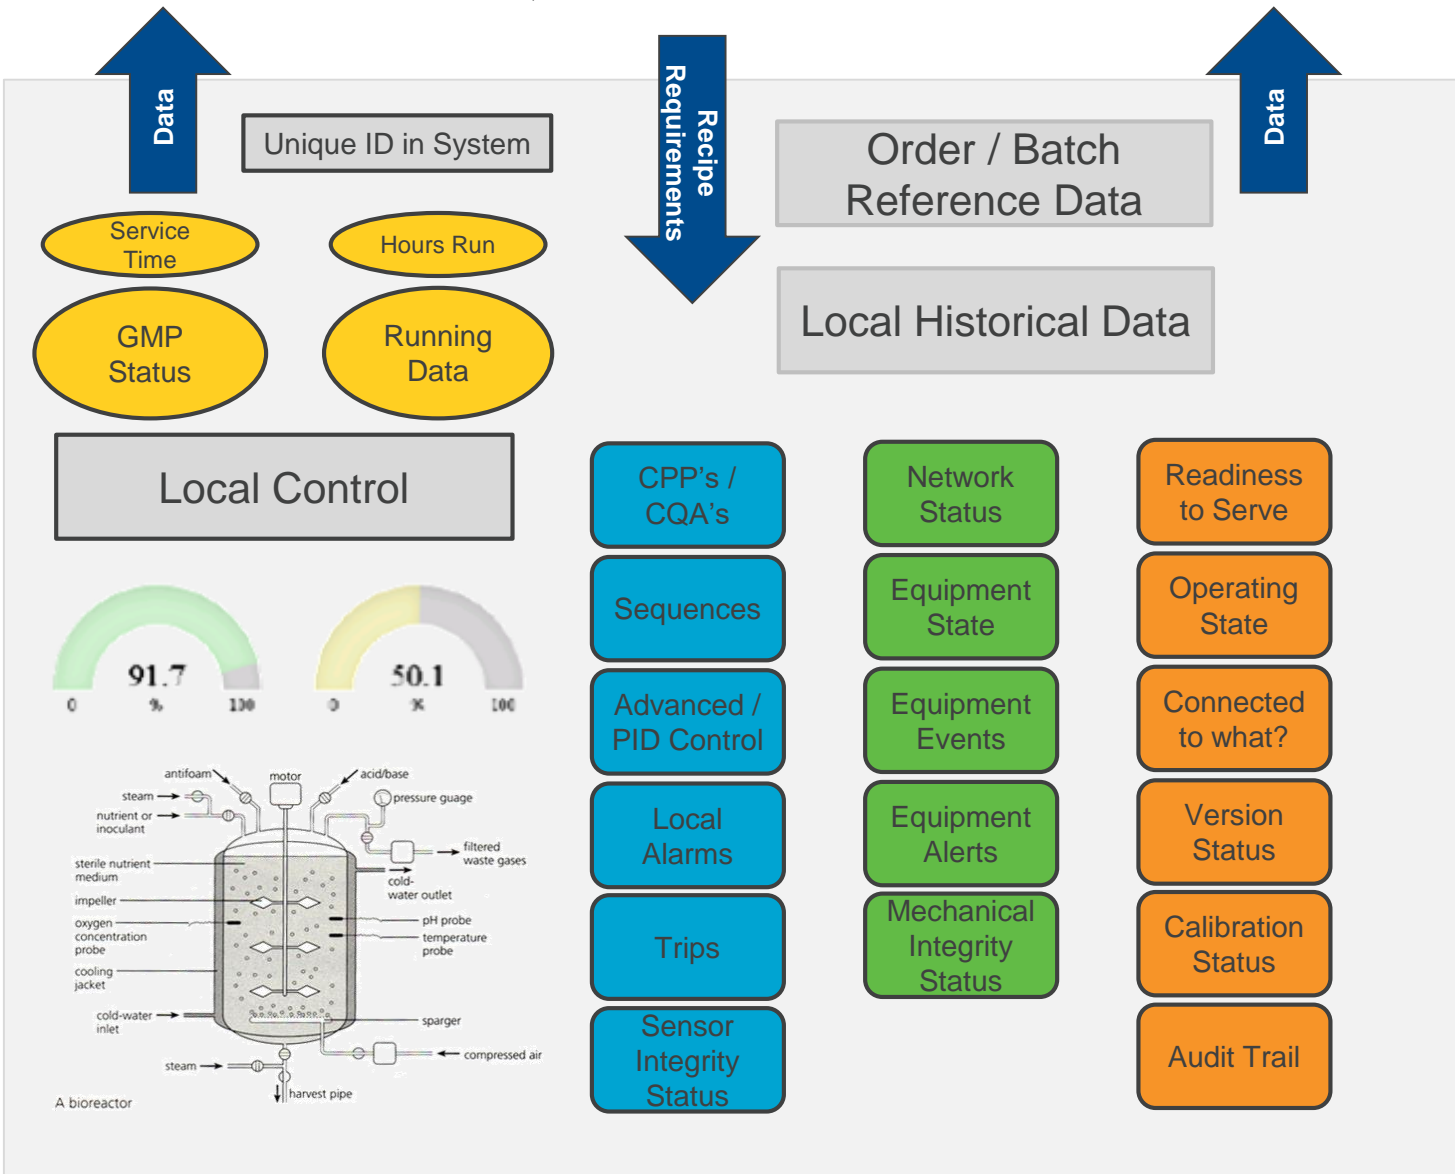 Data
Unique ID in System
Recipe
Requirements
Order / Batch
Reference Data
Data
Service
Time
Hours Run
GMP
Status
Running
Data
Local Historical Data
Local Control
CPP's /
CQA's
Sequences
Advanced /
PID Control
Local
Alarms
Trips
Sensor
Integrity
Status
Network
Status
Equipment
State
Equipment
Events
Equipment
Alerts
Mechanical
Integrity
Status
Readiness
to Serve
Operating
State
Connected
to what?
Version
Status
Calibration
Status
Audit Trail
91.7
0
%
100
50.1
0
%
100
antifoam
motor
acid/base
steam
pressure guage
nutrient or
inoculant
filtered
waste gases
sterile nutrient
medium
cold-
water outlet
impeller
oxygen
concentration
probe
pH probe
temperature
probe
cooling
jacket
cold-water
inlet
sparger
compressed air
steam
harvest pipe
A bioreactor